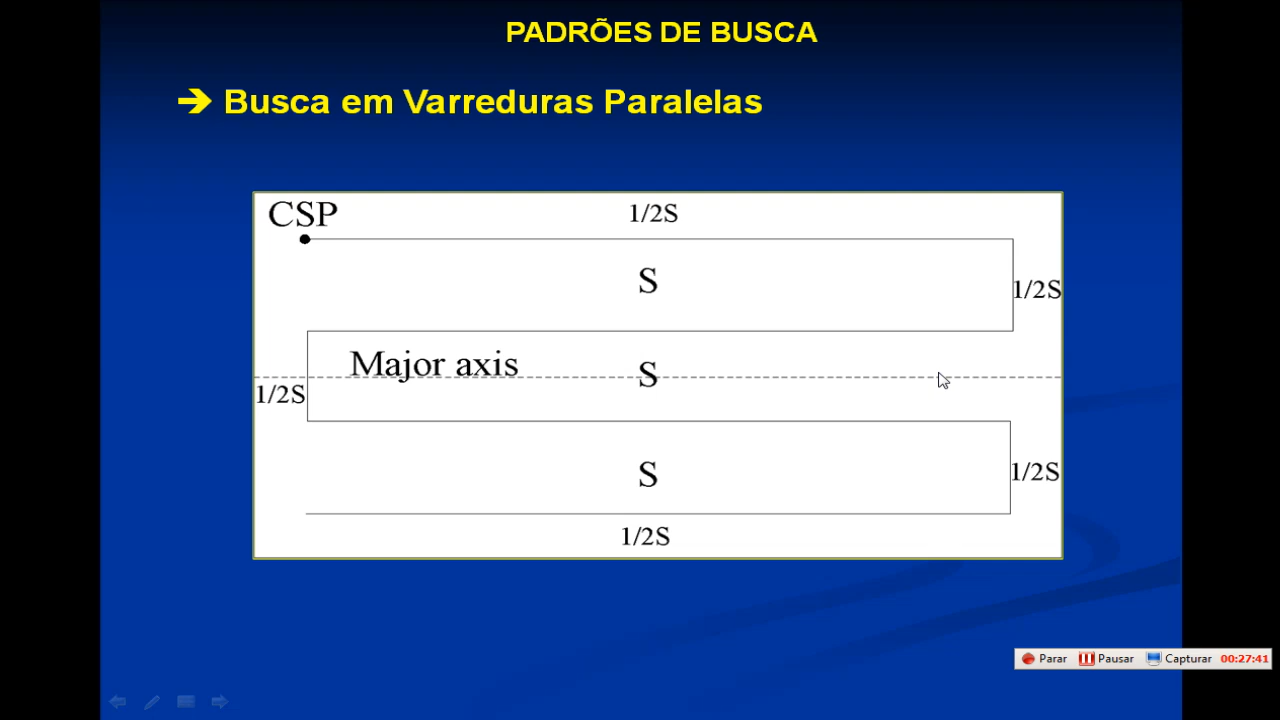 PADRÕES DE BUSCA
➔ Busca em Varreduras Paralelas
CSP
1/2S
S
1/2S
Major axis
S
1/2S
S
1/2S
1/2S
Parar Pausar Capturar 00:27:41